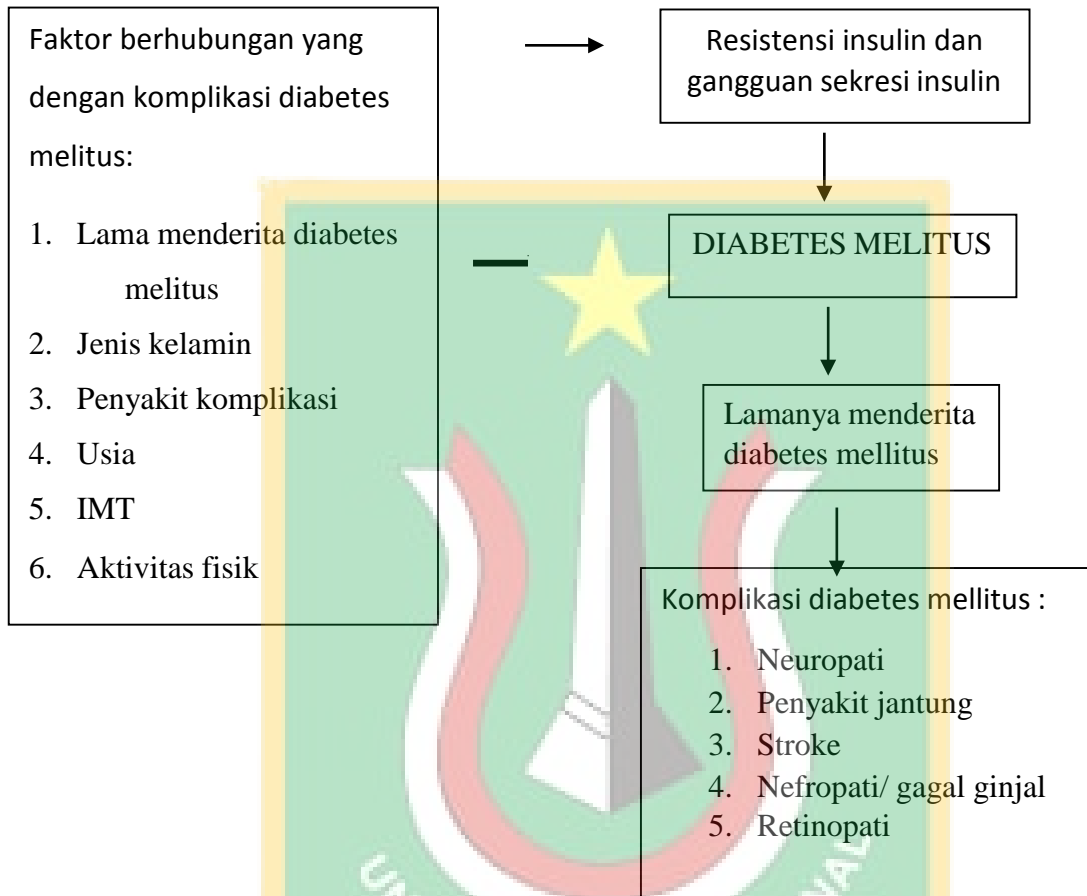 Faktor berhubungan yang
dengan komplikasi diabetes
melitus:
1. Lama menderita diabetes
melitus
2. Jenis kelamin
3. Penyakit komplikasi
4. Usia
5. IMT
6. Aktivitas fisik
Resistensi insulin dan
gangguan sekresi insulin
DIABETES MELITUS
Lamanya menderita
diabetes mellitus
Komplikasi diabetes mellitus :
1. Neuropati
2. Penyakit jantung
3. Stroke
4. Nefropati/ gagal ginjal
5. Retinopati